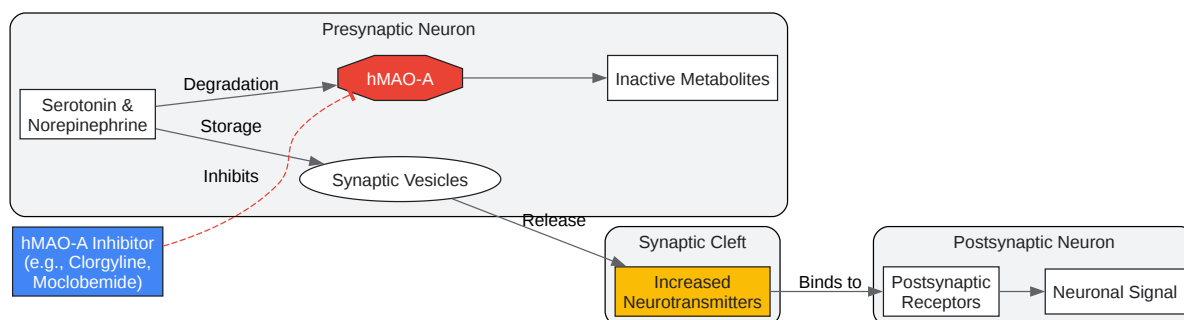 Presynaptic Neuron
Degradation
hMAO-A
Inactive Metabolites
Serotonin &
Norepinephrine
Storage
Inhibits
Synaptic Vesicles
Release
hMAO-A Inhibitor
(e.g., Clorgyline,
Moclobemide)
Synaptic Cleft
Increased
Neurotransmitters
Binds to
Postsynaptic Neuron
Postsynaptic
Receptors
Neuronal Signal